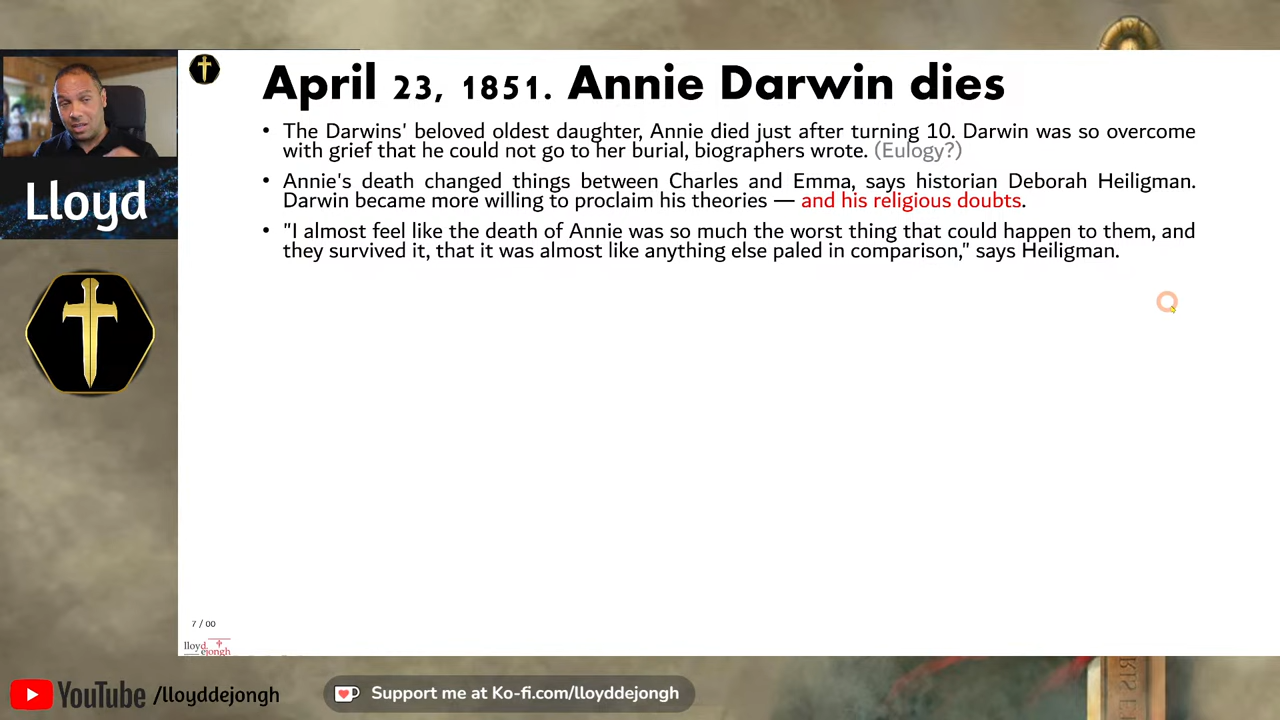 Lloyd
April 23, 1851. Annie Darwin dies
• The Darwins' beloved oldest daughter, Annie died just after turning 10. Darwin was so overcome
with grief that he could not go to her burial, biographers wrote. (Eulogy?)
• Annie's death changed things between Charles and Emma, says historian Deborah Heiligman.
Darwin became more willing to proclaim his theories — and his religious doubts.
• "I almost feel like the death of Annie was so much the worst thing that could happen to them, and
they survived it, that it was almost like anything else paled in comparison," says Heiligman.
7 / 00
lloyd
ejongh
YouTube /lloyddejongh
Support me at Ko-fi.com/lloyddejongh